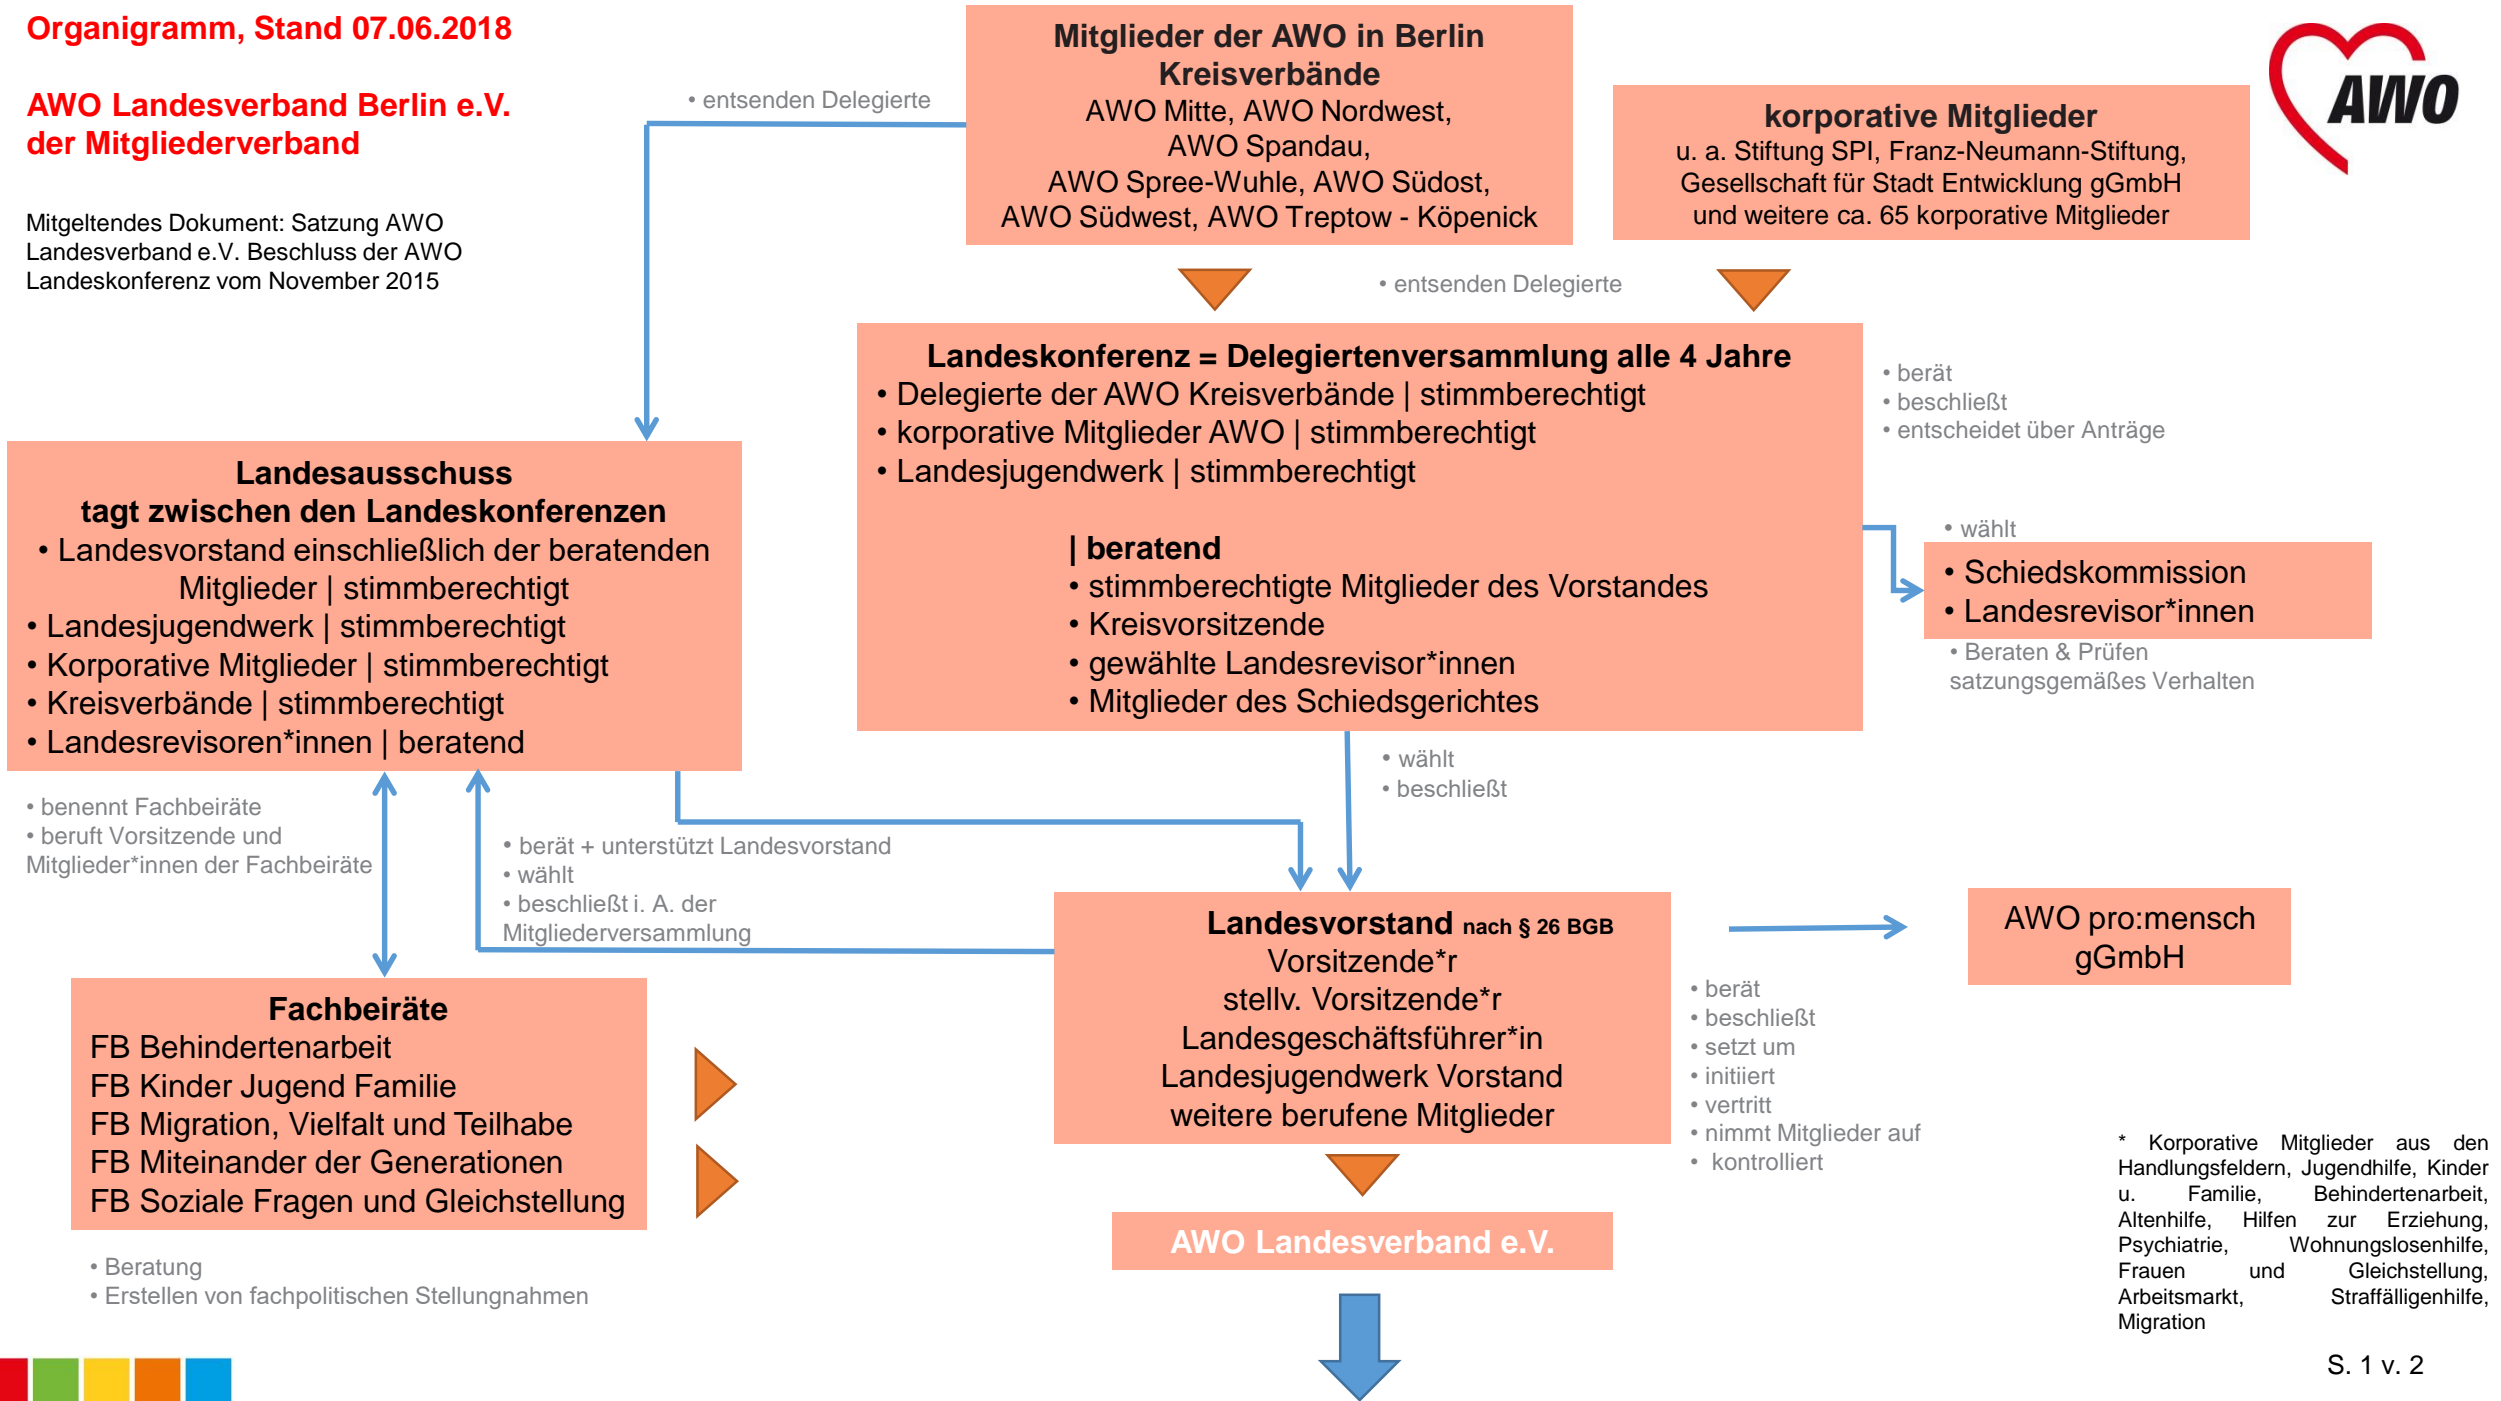 Organigramm, Stand 07.06.2018
AWO Landesverband Berlin e.V.
der Mitgliederverband
Mitgeltendes Dokument: Satzung AWO
Landesverband e.V. Beschluss der AWO
Landeskonferenz vom November 2015
• entsenden Delegierte
Mitglieder der AWO in Berlin
Kreisverbände
AWO Mitte, AWO Nordwest,
AWO Spandau,
AWO Spree-Wuhle, AWO Südost,
AWO Südwest, AWO Treptow - Köpenick
korporative Mitglieder
u. a. Stiftung SPI, Franz-Neumann-Stiftung,
Gesellschaft für Stadt Entwicklung gGmbH
und weitere ca. 65 korporative Mitglieder
AWO
• entsenden Delegierte
Landeskonferenz = Delegiertenversammlung alle 4 Jahre
• Delegierte der AWO Kreisverbände | stimmberechtigt
• korporative Mitglieder AWO | stimmberechtigt
• Landesjugendwerk | stimmberechtigt
| beratend
• stimmberechtigte Mitglieder des Vorstandes
• Kreisvorsitzende
• gewählte Landesrevisor*innen
• Mitglieder des Schiedsgerichtes
• berät
• beschließt
• entscheidet über Anträge
• wählt
• Schiedskommission
• Landesrevisor*innen
• Beraten & Prüfen
satzungsgemäßes Verhalten
Landesausschuss
tagt zwischen den Landeskonferenzen
• Landesvorstand einschließlich der beratenden
Mitglieder | stimmberechtigt
• Landesjugendwerk | stimmberechtigt
• Korporative Mitglieder | stimmberechtigt
• Kreisverbände | stimmberechtigt
• Landesrevisoren*innen | beratend
• benennt Fachbeiräte
• beruft Vorsitzende und
Mitglieder*innen der Fachbeiräte
• berät + unterstützt Landesvorstand
• wählt
• beschließt i. A. der
Mitgliederversammlung
• wählt
• beschließt
Landesvorstand nach § 26 BGB
Vorsitzende*r
stellv. Vorsitzende*r
Landesgeschäftsführer*in
Landesjugendwerk Vorstand
weitere berufene Mitglieder
AWO pro:mensch
gGmbH
• berät
• beschließt
• setzt um
• initiiert
• vertritt
• nimmt Mitglieder auf
• kontrolliert
Fachbeiräte
FB Behindertenarbeit
FB Kinder Jugend Familie
FB Migration, Vielfalt und Teilhabe
FB Miteinander der Generationen
FB Soziale Fragen und Gleichstellung
• Beratung
• Erstellen von fachpolitischen Stellungnahmen
AWO Landesverband e.V.
* Korporative Mitglieder aus den
Handlungsfeldern, Jugendhilfe, Kinder
u. Familie, Behindertenarbeit,
Altenhilfe, Hilfen zur Erziehung,
Psychiatrie, Wohnungslosenhilfe,
Frauen und Gleichstellung,
Arbeitsmarkt, Straffälligenhilfe,
Migration
S. 1 v. 2